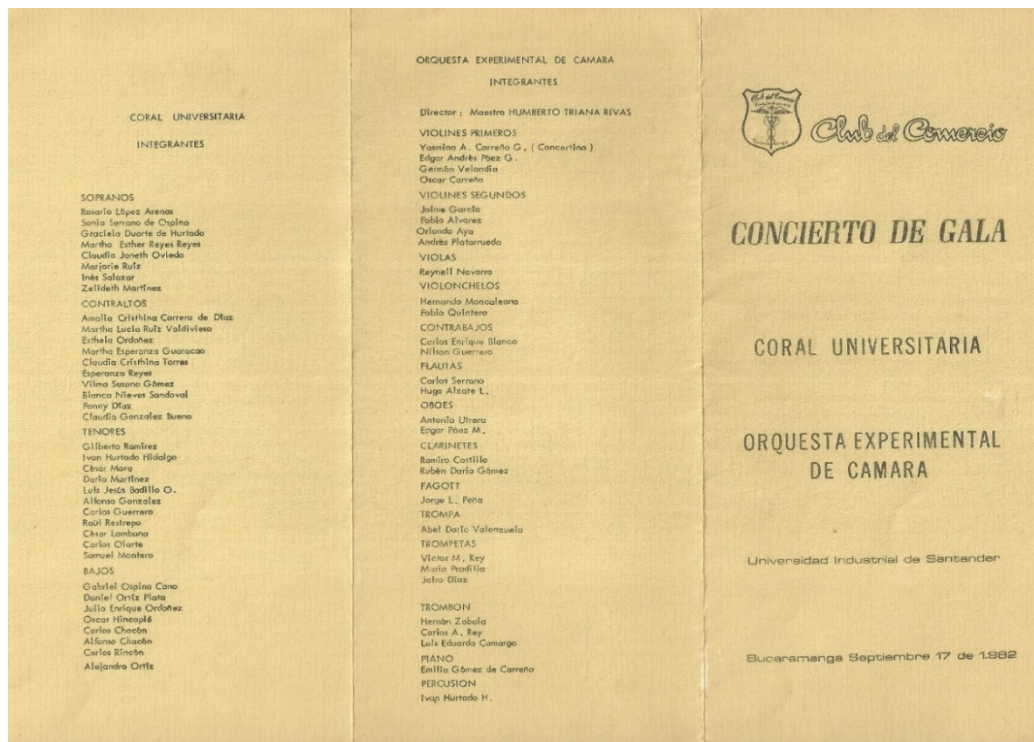 CORAL UNIVERSITARIA
INTEGRANTES
SOPRANOS
Rosario López Arenas
Sonia Serrano de Ospina
Graciela Duarte de Hurtado
Martha Esther Reyes Reyes
Claudia Janeth Oviedo
Marjorie Ruíz
Inés Salazar
Zelideth Martínez
CONTRALTOS
Amalia Cristhina Carrera de Díaz
Martha Lucia Ruíz Valdivieso
Esthela Ordoñez
Martha Esperanza Guaracao
Claudia Cristhina Torres
Esperanza Reyes
Vilma Susana Gómez
Blanca Nieves Sandoval
Fanny Díaz
Claudia Gonzalez Bueno
TENORES
Gilberto Ramírez
Ivan Hurtado Hidalgo
César Mora
Darío Martínez
Luis Jesús Badillo O.
Alfonso Gonzalez
Carlos Guerrero
Raúl Restrepo
César Lombana
Carlos Olarte
Samuel Montero
BAJOS
Gabriel Ospina Cano
Daniel Ortíz Plata
Julio Enrique Ordoñez
Oscar Hincapié
Carlos Chacón
Alfonso Chacón
Carlos Rincón
Alejandro Ortíz
ORQUESTA EXPERIMENTAL DE CAMARA
INTEGRANTES
Director: Maestro HUMBERTO TRIANA RIVAS
VIOLINES PRIMEROS
Yasmina A. Carreño G. ( Concertino )
Edgar Andrés Páez G.
Germán Velandia
Oscar Carreño
VIOLINES SEGUNDOS
Jaime García
Fabio Alvarez
Orlando Aya
Andrés Platarrueda
VIOLAS
Reynell Navarro
VIOLONCHELOS
Hernando Moncaleano
Pablo Quintero
CONTRABAJOS
Carlos Enrique Blanco
Nilson Guerrero
FLAUTAS
Carlos Serrano
Hugo Alzate L.
OBOES
Antonio Utrera
Edgar Páez M.
CLARINETES
Ramiro Castillo
Rubén Darío Gómez
FAGOTT
Jorge L. Peña
TROMPA
Abel Darío Valenzuela
TROMPETAS
Víctor M. Rey
Mario Pradilla
Jairo Díaz
TROMBON
Hernán Zabala
Carlos A. Rey
Luis Eduardo Camargo
PIANO
Emilia Gómez de Carreño
PERCUSION
Ivan Hurtado H.
Club del Comercio
Club del Comercio
CONCIERTO DE GALA
CORAL UNIVERSITARIA
ORQUESTA EXPERIMENTAL
DE CAMARA
Universidad Industrial de Santander
Bucaramanga Septiembre 17 de 1.982